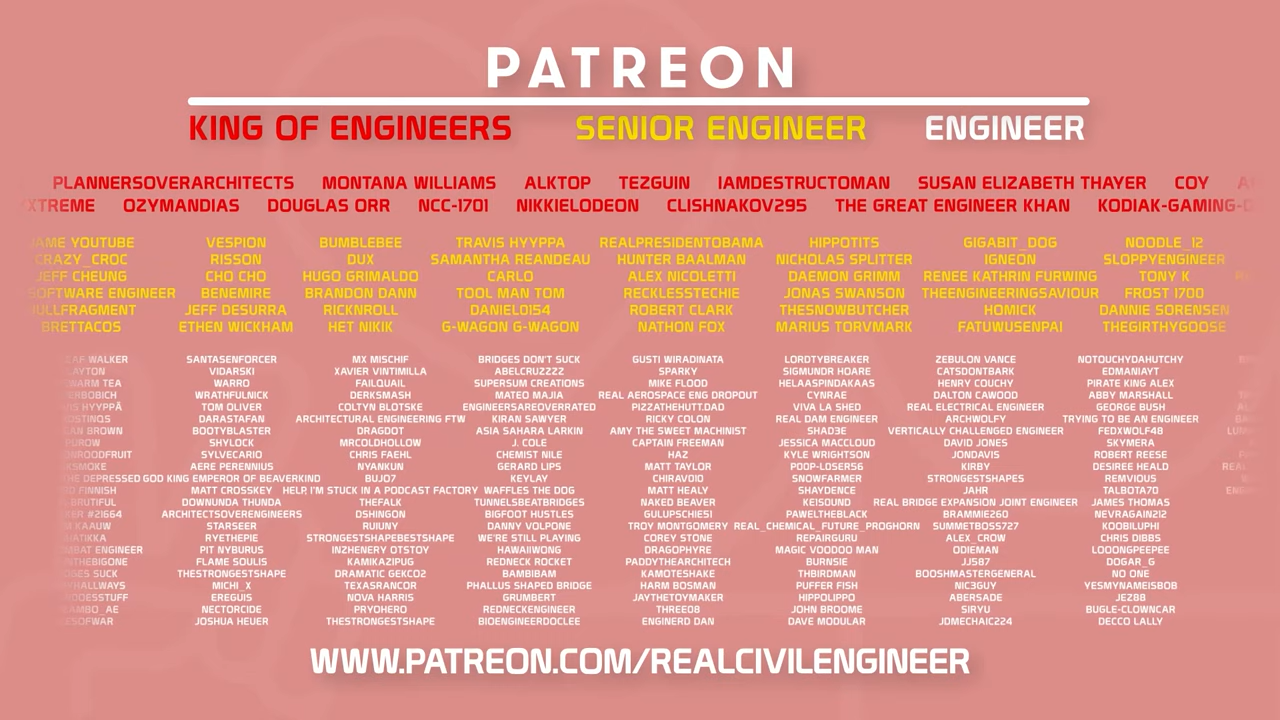 PATREON
KING OF ENGINEERS SENIOR ENGINEER ENGINEER
PLANNERSOVERARCHITECTS MONTANA WILLIAMS ALKTOP TEZGUIN IAMDESTRUCTOMAN SUSAN ELIZABETH THAYER COY
OZYMANDIAS DOUGLAS ORR NCC-1701 NIKKIELODEON CLISHNAKOV295 THE GREAT ENGINEER KHAN
YOUTUBE VESPION BUMBLEBEE TRAVIS HYYPPA REALPRESIDENTOBAMA HIPPOTITS GIGABIT_DOG NOODLE_12
CRAZY_CROC RISSON DUX SAMANTHA REANDEAU HUNTER BAALMAN NICHOLAS SPLITTER IGNEON SLOPPYENGINEER
JEFF CHEUNG CHO CHO HUGO GRIMALDO CARLO ALEX NICOLETTI DAEMON GRIMM RENEE KATHRIN FURWING TONY K
SOFTWARE ENGINEER BENEMIRE BRANDON DANN TOOL MAN TOM RECKLESSTECHIE JONAS SWANSON THEENGINEERINGSAVIOUR FROST 1700
JEFF DESURRA RICKNROLL DANIEL0154 ROBERT CLARK THESNOWBUTCHER HOMICK DANNIE SORENSEN
BRETTACOS ETHEN WICKHAM HET NIKIK G-WAGON G-WAGON NATHON FOX MARIUS TORVMARK FATUWUSENPAI THEGIRTHYGOOSE
WALKER SANTASENFORCER MX MISCHIF BRIDGES DON'T SUCK GUSTI WIRADINATA LORDTYBREAKER ZEBULON VANCE NOTOUCHYDAHUTCHY
VIDARSKI XAVIER VINTIMILLA ABELCRUZZZZ SPARKY SIGMUNDR HOARE CATSDONTBARK EDMANIAYT
TEA WARRO FAILQUAIL SUPERSUM CREATIONS MIKE FLOOD HELAASPINDAKAAS HENRY COUCHY PIRATE KING ALEX
WRATHFULNICK DERKSMASH MATEO MAJIA REAL AEROSPACE ENG DROPOUT CYNRAE DALTON CAWOOD ABBY MARSHALL
HYYPPÄ TOM OLIVER COLTYN BLOTSKE ENGINEERSAREOVERRATED PIZZATHEHUTT.DAD VIVA LA SHED REAL ELECTRICAL ENGINEER GEORGE BUSH
DARASTAFAN ARCHITECTURAL ENGINEERING FTW KIRAN SAWYER RICKY COLON REAL DAM ENGINEER ARCHWOLFY TRYING TO BE AN ENGINEER
BROWN BOOTYBLASTER DRAGDOT ASIA SAHARA LARKIN AMY THE SWEET MACHINIST SHAD3E VERTICALLY CHALLENGED ENGINEER FEDXWOLF48
SHYLOCK MRCOLDHOLLOW J. COLE CAPTAIN FREEMAN JESSICA MACCLOUD DAVID JONES SKYMERA
SYLVECARIO CHRIS FAEHL CHEMIST NILE HAZ KYLE WRIGHTSON JONDAVIS ROBERT REESE
AERE PERENNIUS NYANKUN GERARD LIPS MATT TAYLOR POOP-LOSER56 KIRBY DESIREE HEALD
THE DEPRESSED GOD KING EMPEROR OF BEAVERKIND BUJO7 KEYLAY CHIRAVO10 SNOWFARMER STRONGESTSHAPES REMVIOUS
FINNISH MATT CROSSKEY HELP, I'M STUCK IN A PODCAST FACTORY WAFFLES THE DOG MATT HEALY SHAYDENCE JAHR TALBOTA70
DOWNUNDA THUNDA THEFALK TUNNELSBEATBRIDGES NAKED BEAVER KEISOUND REAL BRIDGE EXPANSION JOINT ENGINEER JAMES THOMAS
#21664 ARCHITECTSOVERENGINEERS DSHINGON BIGFOOT HUSTLES GULUPSCHIE51 PAWELTHEBLACK BRAMMIE260 NEVRAGAIN212
KAAUW STARSEER RUIUNY DANNY VOLPONE TROY MONTGOMERY REAL_CHEMICAL_FUTURE_PROGHORN SUMMETBOSS727 KOOBILUPHI
RYETHEPIE STRONGESTSHAPEBESTSHAPE WE'RE STILL PLAYING COREY STONE REPAIRGURU ALEX_CROW CHRIS DIBBS
ENGINEER PIT NYBURUS INZHENERY OTSTOY HAWAIIWONG DRAGOPHYRE MAGIC VOODOO MAN ODIEMAN LOOONGPEEPEE
FLAME SOULIS KAMIKAZIPUG REDNECK ROCKET PADDYTHEARCHITECH BURNSIE JJ587 DOGAR_G
SUCK THESTRONGESTSHAPE DRAMATIC GEKCO2 BAMBIBAM KAMOTESHAKE THBIRDMAN BOOSHMASTERGENERAL NO ONE
MICHI_X TEXASRANCOR PHALLUS SHAPED BRIDGE HARM BOSMAN PUFFER FISH NIC3GUY YESMYNAMEISBOB
EREGUIS NOVA HARRIS GRUMBERT JAYTHETOYMAKER HIPPOLIPPO ABERSADE JEZ88
NECTORCIDE PRYOHERO REDNECKENGINEER THREE08 JOHN BROOME SIRYU BUGLE-CLOWNCAR
JOSHUA HEUER THESTRONGESTSHAPE BIOENGINEERDOCLEE ENGINERD DAN DAVE MODULAR JDMECHAIC224 DECCO LALLY
WWW.PATREON.COM/REALCIVILENGINEER